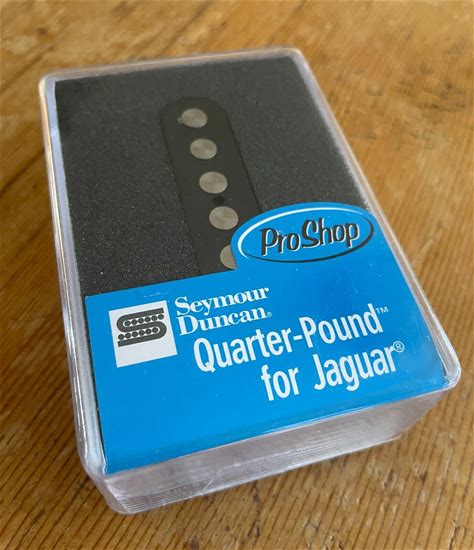 ProShop
Seymour
Duncan®
Quarter-Pound™
for Jaguar®